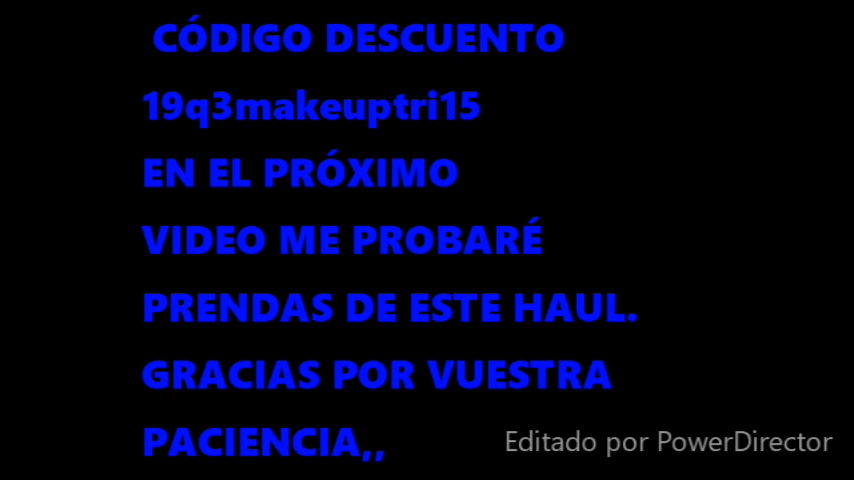 CÓDIGO DESCUENTO
19q3makeuptri15
EN EL PRÓXIMO
VIDEO ME PROBARÉ
PRENDAS DE ESTE HAUL.
GRACIAS POR VUESTRA
PACIENCIA,,
Editado por PowerDirector